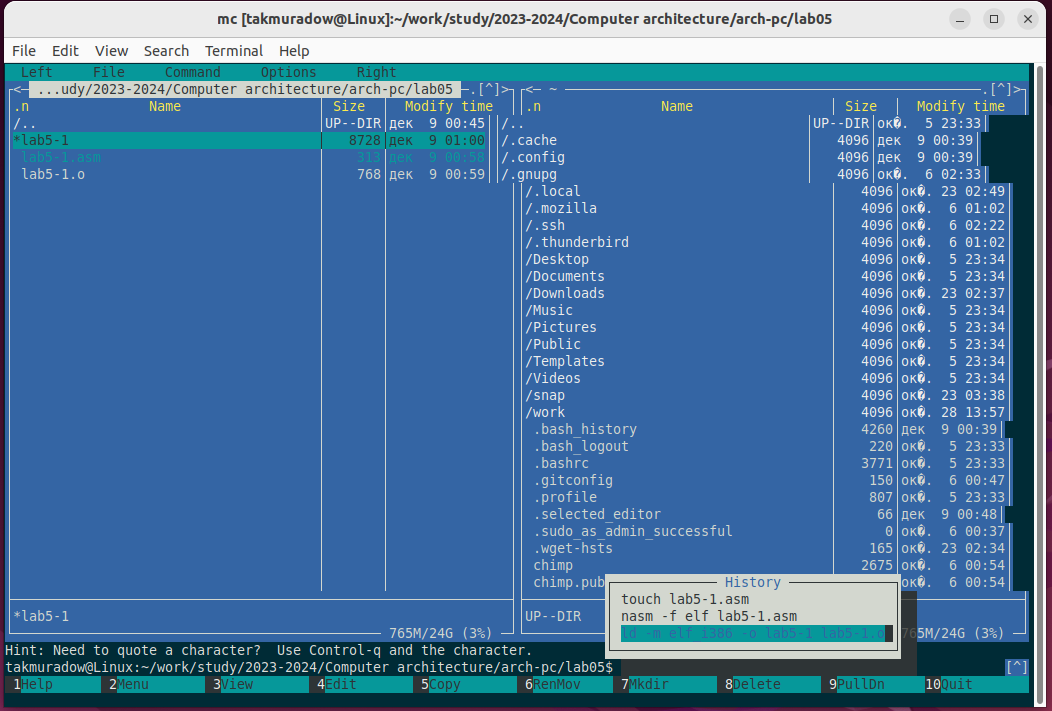 mc [takmuradow@Linux]:~/work/study/2023-2024/Computer architecture/arch-pc/lab05
File Edit View Search Terminal Help
Left File Command Options Right
<─ ...udy/2023-2024/Computer architecture/arch-pc/lab05 ─.[^]>
.n Name Size Modify time
/.. UP--DIR дек 9 00:45
*lab5-1 8728 дек 9 01:00
lab5-1.asm 313 дек 9 00:58
lab5-1.o 768 дек 9 00:59
*lab5-1
765M/24G (3%)
<─ ~ ─.[^]>
.n Name Size Modify time
/.. UP--DIR ок�. 5 23:33
/.cache 4096 дек 9 00:39
/.config 4096 дек 9 00:39
/.gnupg 4096 ок�. 6 02:33
/.local 4096 ок�. 23 02:49
/.mozilla 4096 ок�. 6 01:02
/.ssh 4096 ок�. 6 02:22
/.thunderbird 4096 ок�. 6 01:02
/Desktop 4096 ок�. 5 23:34
/Documents 4096 ок�. 5 23:34
/Downloads 4096 ок�. 23 02:37
/Music 4096 ок�. 5 23:34
/Pictures 4096 ок�. 5 23:34
/Public 4096 ок�. 5 23:34
/Templates 4096 ок�. 5 23:34
/Videos 4096 ок�. 5 23:34
/snap 4096 ок�. 23 03:38
/work 4096 ок�. 28 13:57
.bash_history 4260 дек 9 00:39
.bash_logout 220 ок�. 5 23:33
.bashrc 3771 ок�. 5 23:33
.gitconfig 150 ок�. 6 00:47
.profile 807 ок�. 5 23:33
.selected_editor 66 дек 9 00:48
.sudo_as_admin_successful 0 ок�. 6 00:37
.wget-hsts 165 ок�. 23 02:34
chimp 2675 ок�. 6 00:54
chimp.pub ок�. 6 00:54
UP--DIR
765M/24G (3%)
History
touch lab5-1.asm
nasm -f elf lab5-1.asm
ld -m elf_i386 -o lab5-1 lab5-1.o
Hint: Need to quote a character? Use Control-q and the character.
takmuradow@Linux:~/work/study/2023-2024/Computer architecture/arch-pc/lab05$ [^]
1Help 2Menu 3View 4Edit 5Copy 6RenMov 7Mkdir 8Delete 9PullDn 10Quit